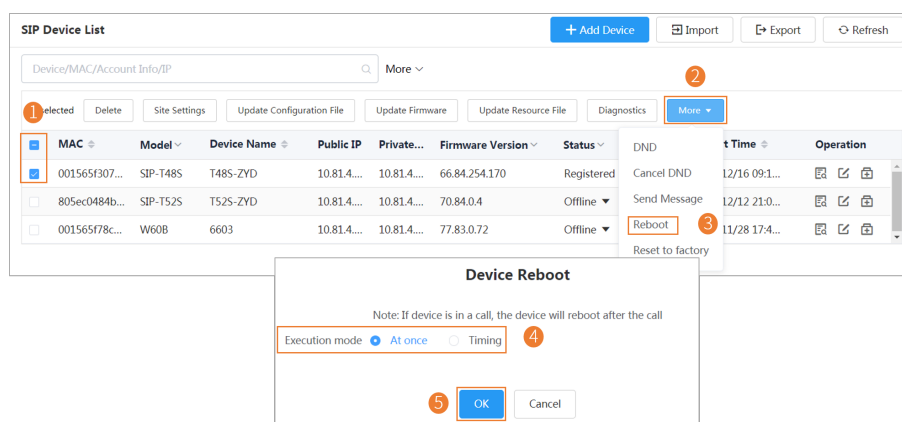 SIP Device List + Add Device Import Export Refresh
Device/MAC/Account Info/IP More
2
1 elected Delete Site Settings Update Configuration File Update Firmware Update Resource File Diagnostics More
MAC Model Device Name Public IP Private... Firmware Version Status t Time Operation
001565f307... SIP-T48S T48S-ZYD 10.81.4.... 10.81.4.... 66.84.254.170 Registered 12/16 09:1...
805ec0484b... SIP-T52S T52S-ZYD 10.81.4.... 10.81.4.... 70.84.0.4 Offline 12/12 21:0...
001565f78c... W60B 6603 10.81.4.... 10.81.4.... 77.83.0.72 Offline 11/28 17:4...
DND
Cancel DND
Send Message
Reboot 3
Reset to factory
Device Reboot
Note: If device is in a call, the device will reboot after the call
Execution mode At once Timing 4
5 OK Cancel